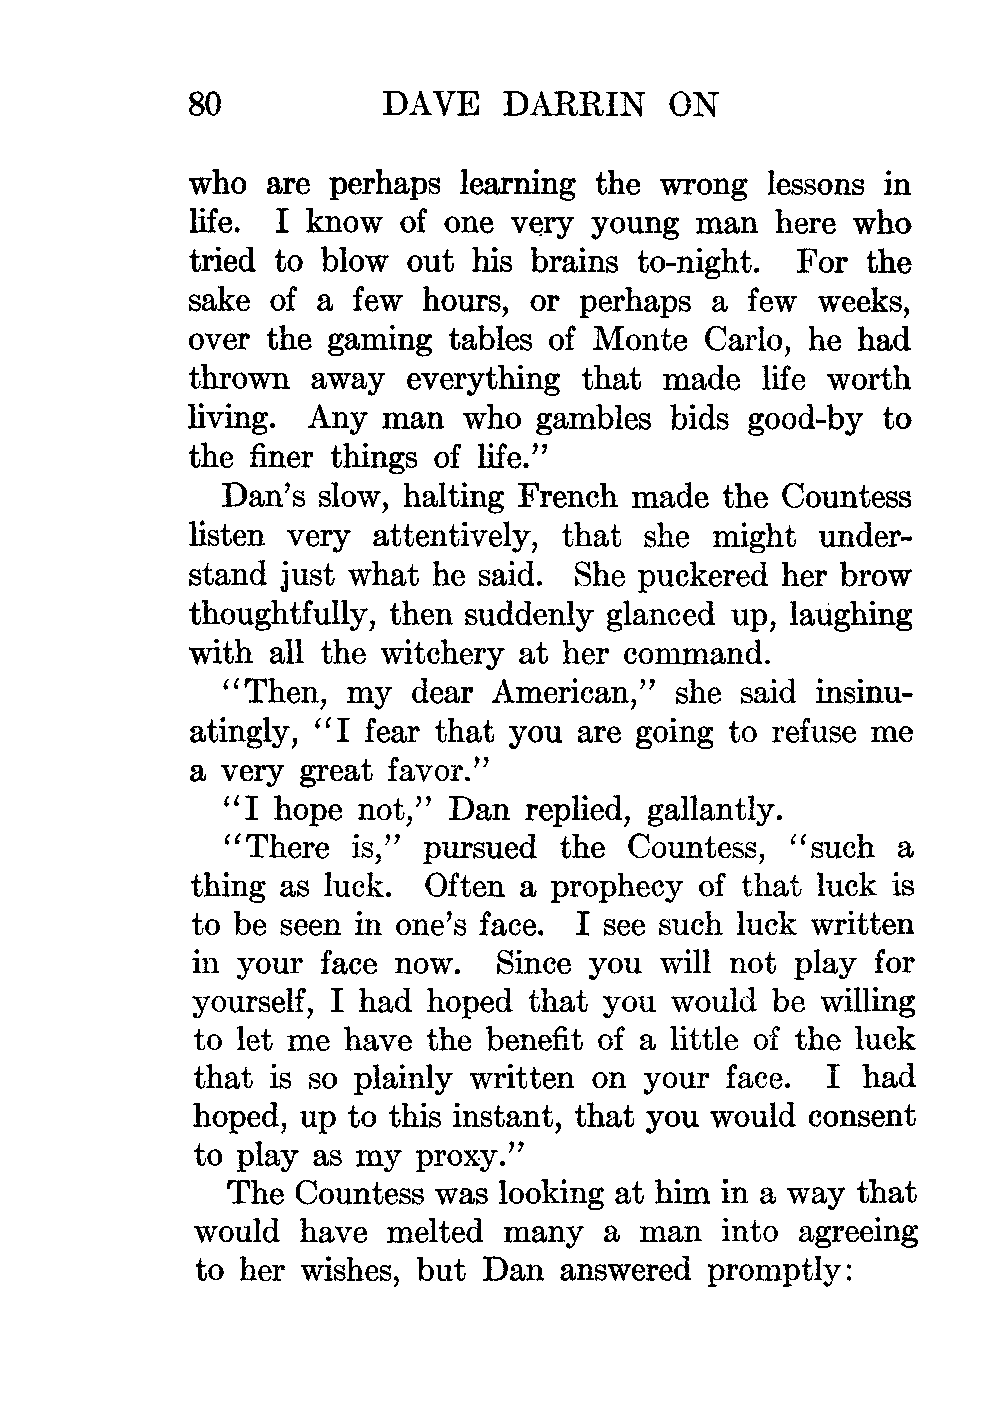 80 DAVE DARRIN ON
who are perhaps learning the wrong lessons in
life. I know of one very young man here who
tried to blow out his brains to-night. For the
sake of a few hours, or perhaps a few weeks,
over the gaming tables of Monte Carlo, he had
thrown away everything that made life worth
living. Any man who gambles bids good-by to
the finer things of life.”
Dan’s slow, halting French made the Countess
listen very attentively, that she might under-
stand just what he said. She puckered her brow
thoughtfully, then suddenly glanced up, laughing
with all the witchery at her command.
“Then, my dear American,” she said insinu-
atingly, “I fear that you are going to refuse me
a very great favor.”
“I hope not,” Dan replied, gallantly.
“There is,” pursued the Countess, “such a
thing as luck. Often a prophecy of that luck is
to be seen in one’s face. I see such luck written
in your face now. Since you will not play for
yourself, I had hoped that you would be willing
to let me have the benefit of a little of the luck
that is so plainly written on your face. I had
hoped, up to this instant, that you would consent
to play as my proxy.”
The Countess was looking at him in a way that
would have melted many a man into agreeing
to her wishes, but Dan answered promptly: